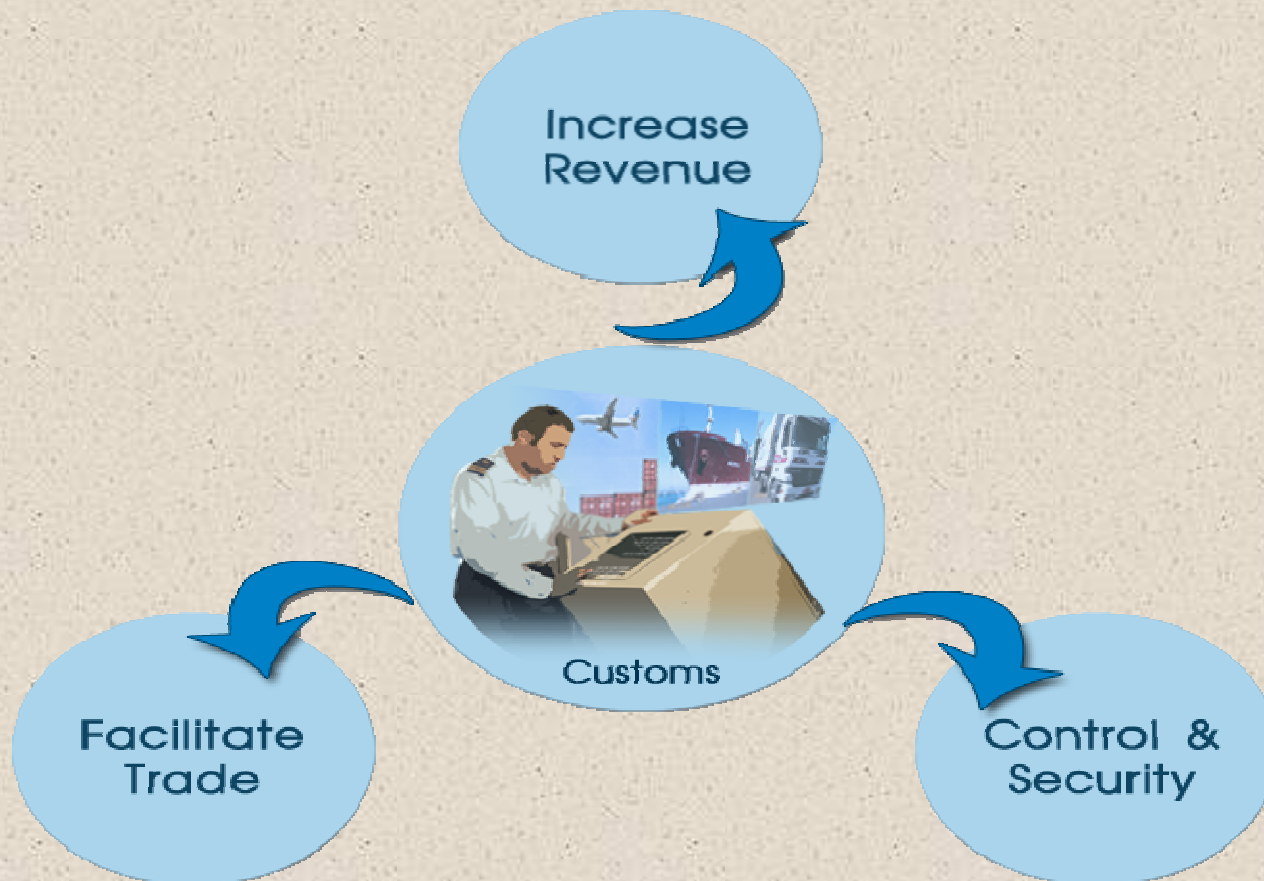 Increase
Revenue
Customs
Facilitate
Trade
Control &
Security